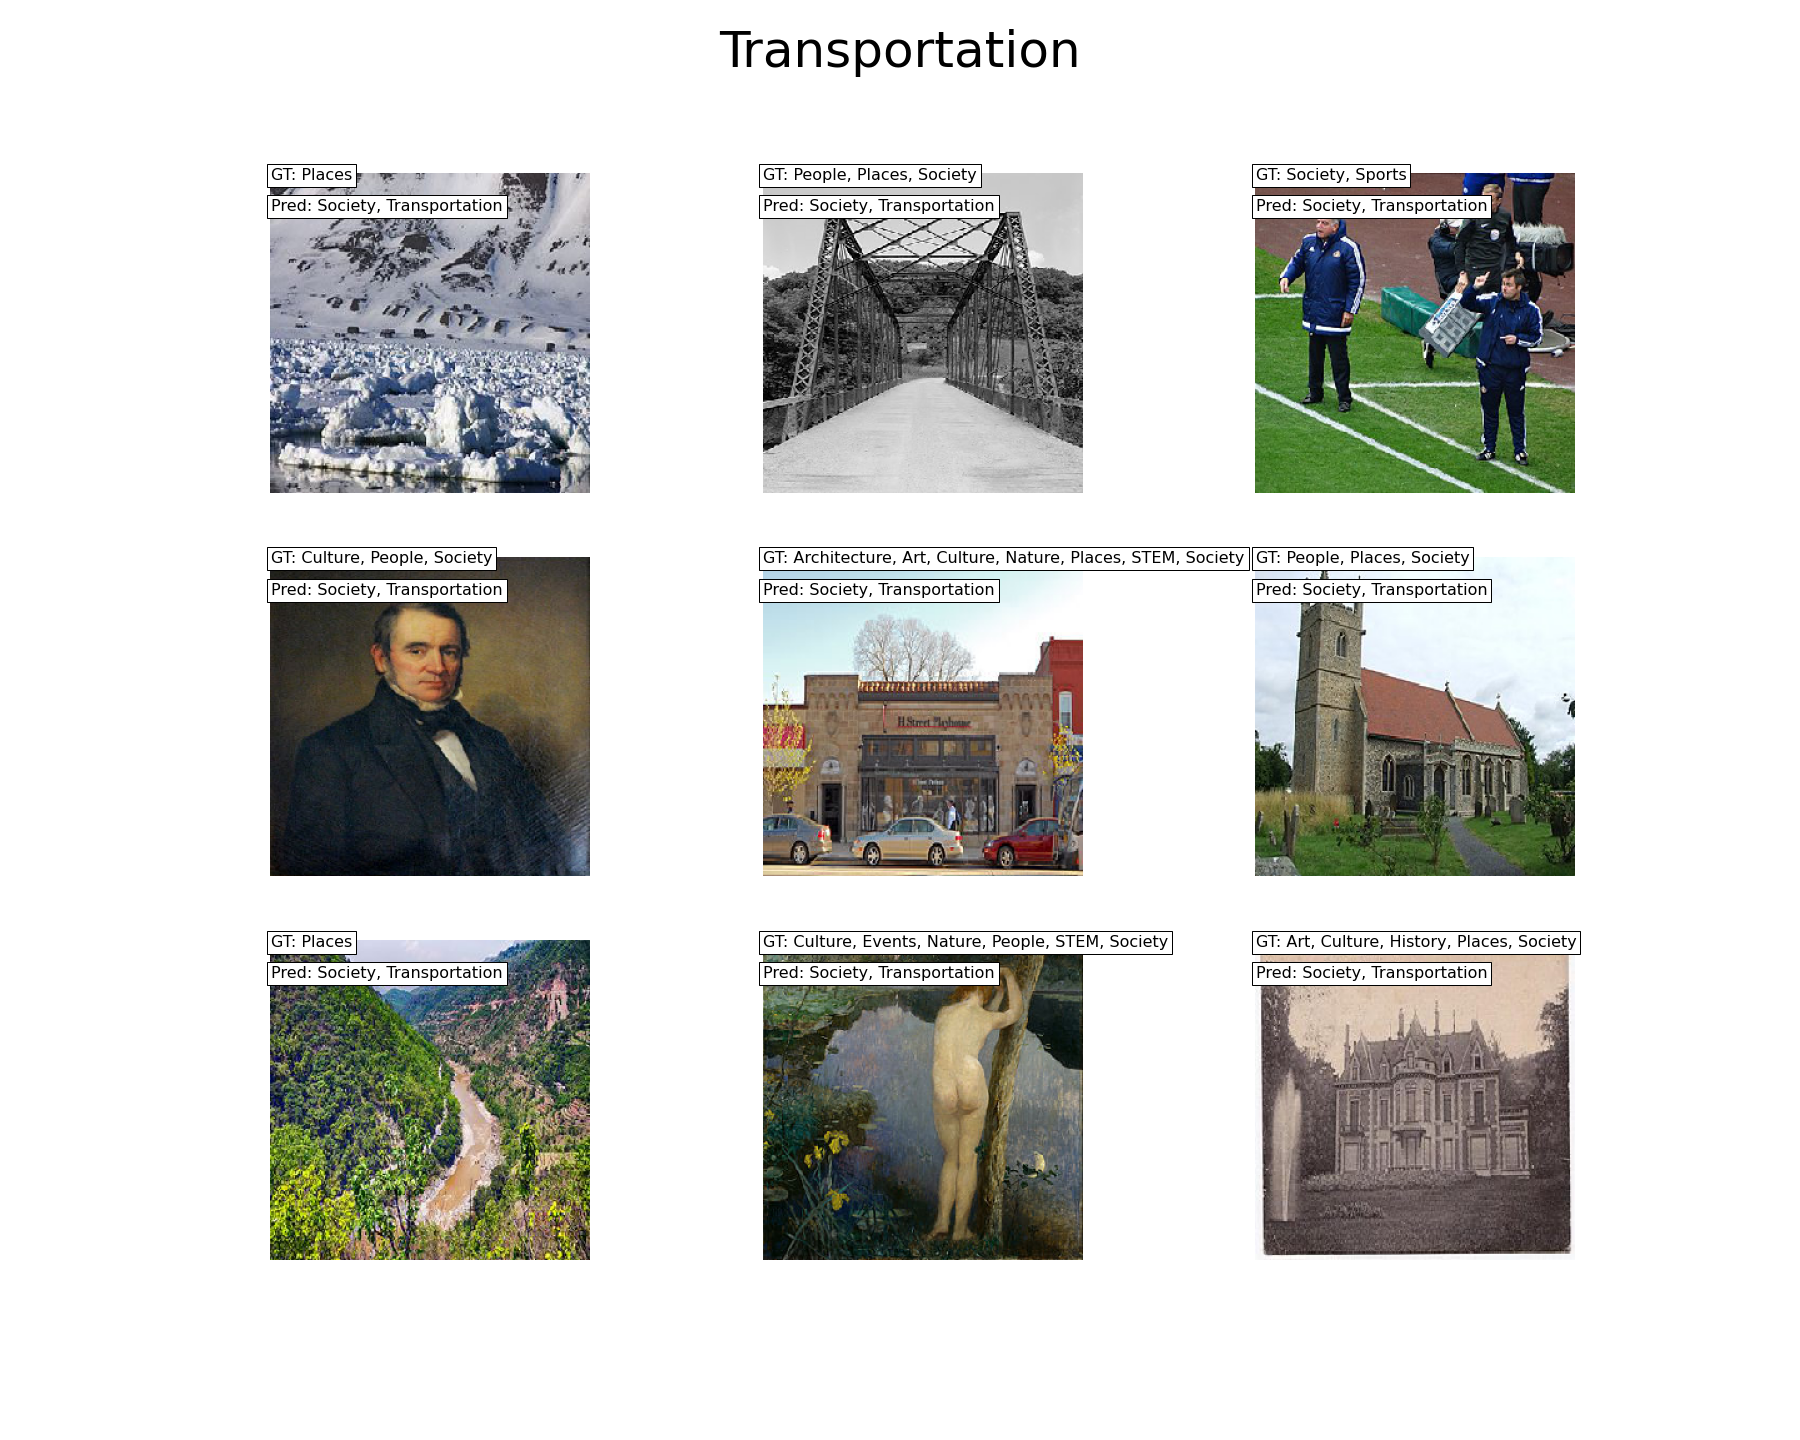 Transportation
GT: Places
Pred: Society, Transportation
GT: People, Places, Society
Pred: Society, Transportation
GT: Society, Sports
Pred: Society, Transportation
GT: Culture, People, Society
Pred: Society, Transportation
GT: Architecture, Art, Culture, Nature, Places, STEM, Society
Pred: Society, Transportation
H Street Playhouse
GT: People, Places, Society
Pred: Society, Transportation
GT: Places
Pred: Society, Transportation
GT: Culture, Events, Nature, People, STEM, Society
Pred: Society, Transportation
GT: Art, Culture, History, Places, Society
Pred: Society, Transportation